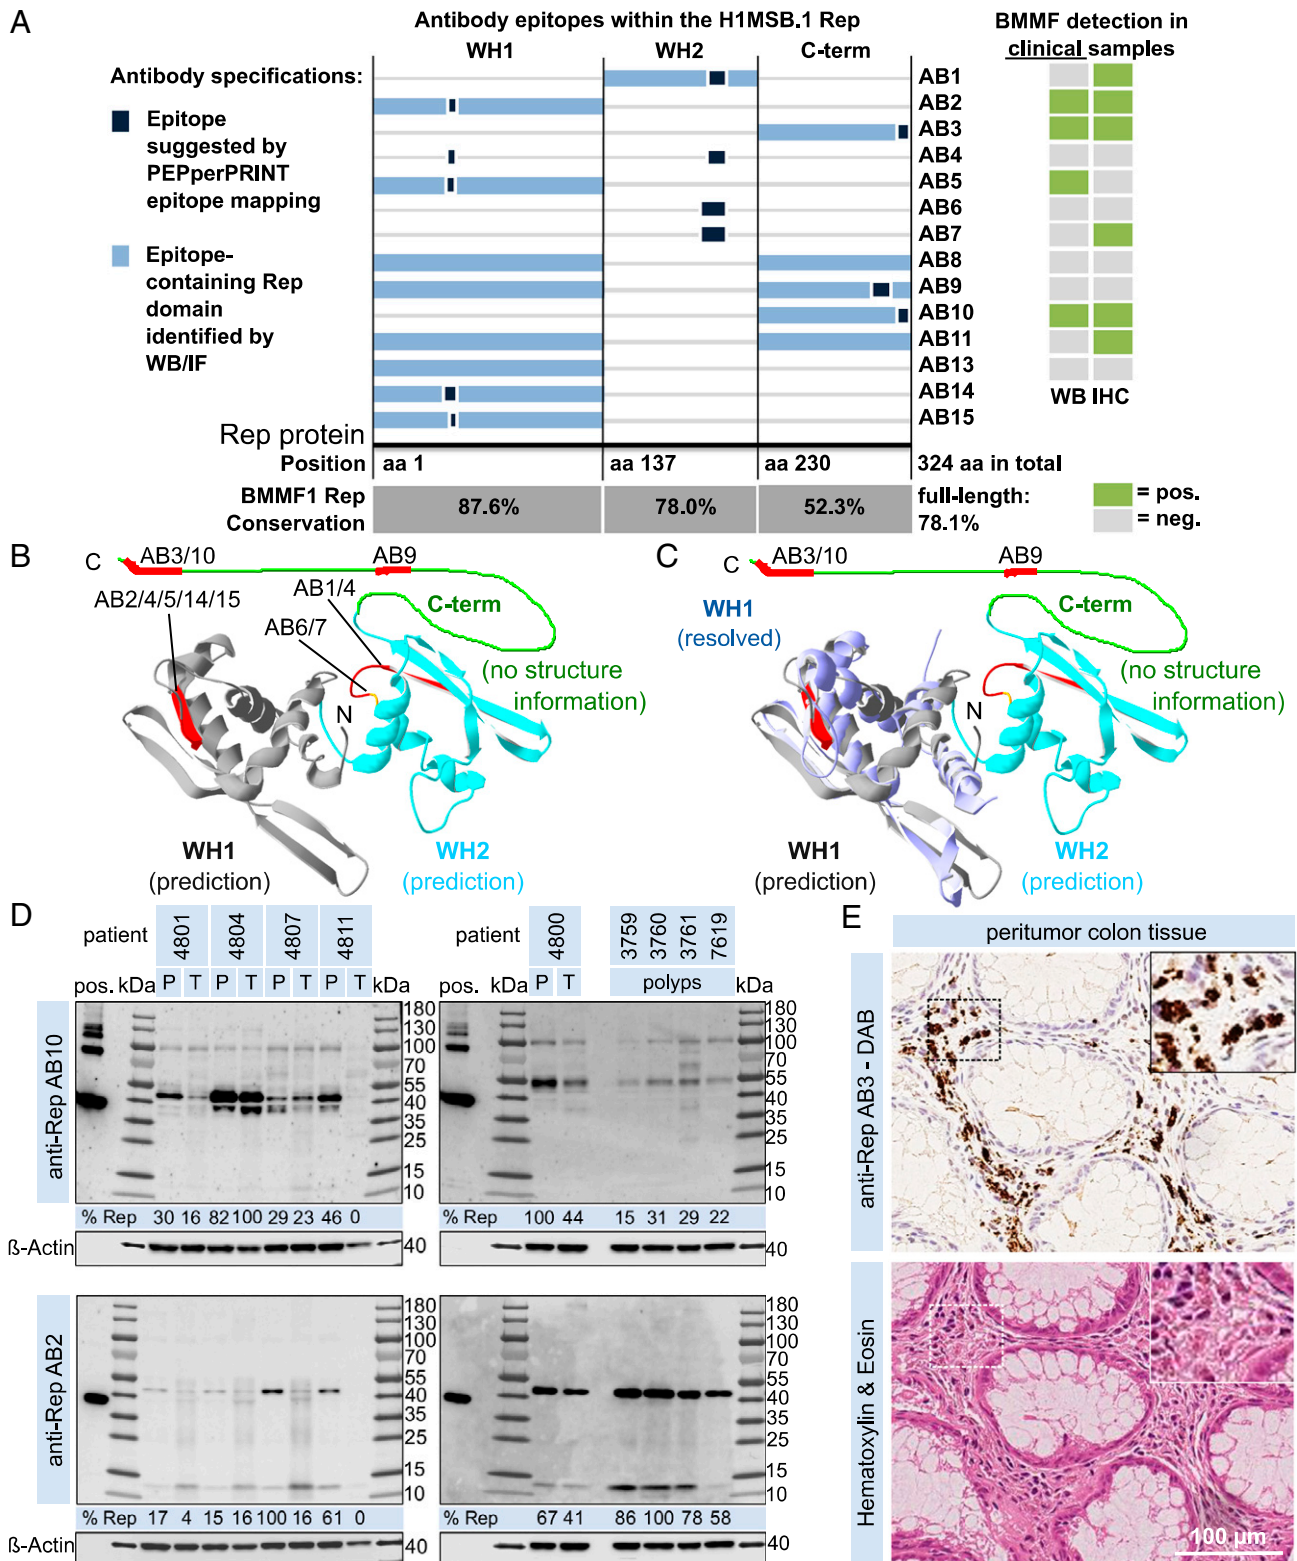 A
Antibody epitopes within the H1MSB.1 Rep
BMMF detection in
clinical samples
WH1 WH2 C-term
Antibody specifications:
Epitope
suggested by
PEPperPRINT
epitope mapping
Epitope-
containing Rep
domain
identified by
WB/IF
AB1
AB2
AB3
AB4
AB5
AB6
AB7
AB8
AB9
AB10
AB11
AB13
AB14
AB15
WB IHC
Rep protein
Position aa 1 aa 137 aa 230 324 aa in total
BMMF1 Rep
Conservation
87.6% 78.0% 52.3%
full-length:
78.1%
= pos.
= neg.
B
C AB3/10 AB9
AB2/4/5/14/15
AB1/4
AB6/7
C-term
(no structure
information)
N
WH1
(prediction)
WH2
(prediction)
C
C AB3/10 AB9
WH1
(resolved)
C-term
(no structure
information)
N
WH1
(prediction)
WH2
(prediction)
D
patient 4801 4804 4807 4811
pos. kDa P T P T P T P T kDa
anti-Rep AB10
180
130
100
70
55
40
35
25
15
10
% Rep 30 16 82 100 29 23 46 0
ß-Actin 40
patient 4800 3759 3760 3761 7619
pos. kDa P T polyps kDa
180
130
100
70
55
40
35
25
15
10
% Rep 100 44 15 31 29 22
40
anti-Rep AB2
180
130
100
70
55
40
35
25
15
10
% Rep 17 4 15 16 100 16 61 0
ß-Actin 40
180
130
100
70
55
40
35
25
15
10
% Rep 67 41 86 100 78 58
40
E
peritumor colon tissue
anti-Rep AB3 - DAB
Hematoxylin & Eosin
100 µm